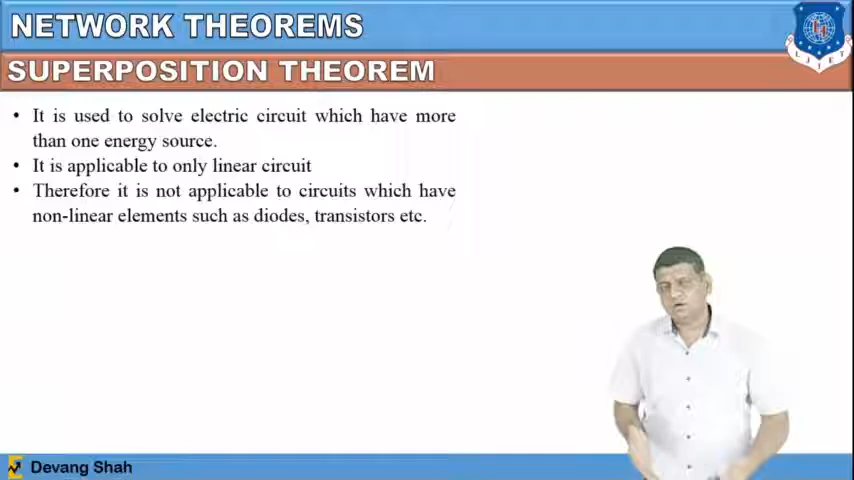 NETWORK THEOREMS
SUPERPOSITION THEOREM
• It is used to solve electric circuit which have more
than one energy source.
• It is applicable to only linear circuit
• Therefore it is not applicable to circuits which have
non-linear elements such as diodes, transistors etc.
L J I E T
Devang Shah